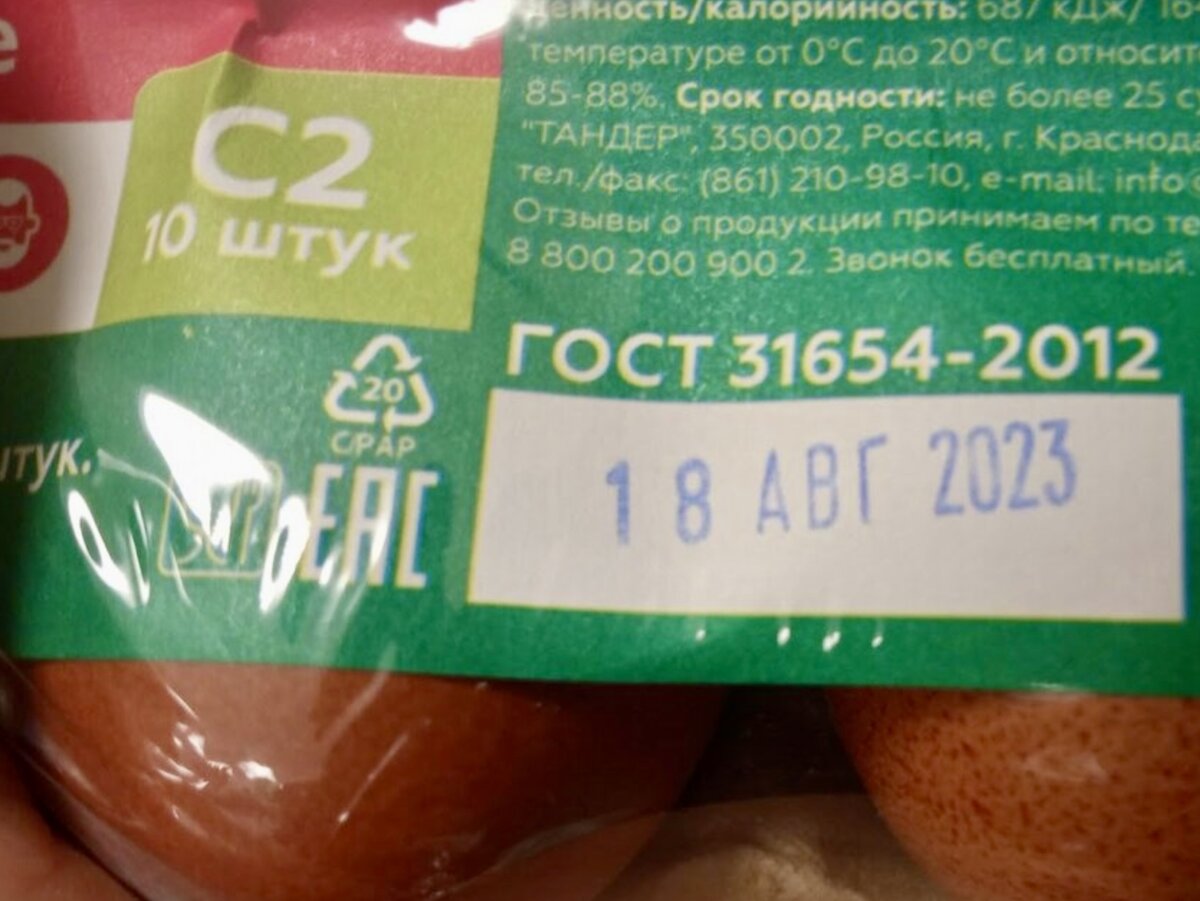 е
С2
10 штук
ценность/калорийность: 687 кДж/ 16
температуре от 0°С до 20°С и относит
85-88%. Срок годности: не более 25 с
"ТАНДЕР", 350002, Россия, г. Краснода
тел./факс: (861) 210-98-10, e-mail: info@
Отзывы о продукции принимаем по те
8 800 200 900 2. Звонок бесплатный.
ГОСТ 31654-2012
20
C/PAP
штук.
ЕАС
18 АВГ 2023